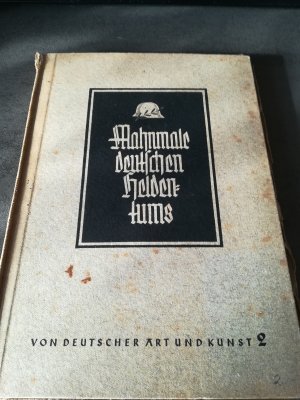 Mahnmale
deutschen
Helden-
tums
VON DEUTSCHER ART UND KUNST 2